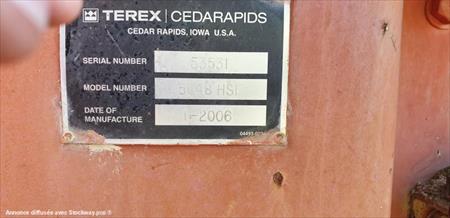 TEREX | CEDARAPIDS
CEDAR RAPIDS, IOWA U.S.A.
SERIAL NUMBER 53531
MODEL NUMBER 5048 HSI
DATE OF
MANUFACTURE 1-2006
Annonce diffusée avec Stockway.pro ®